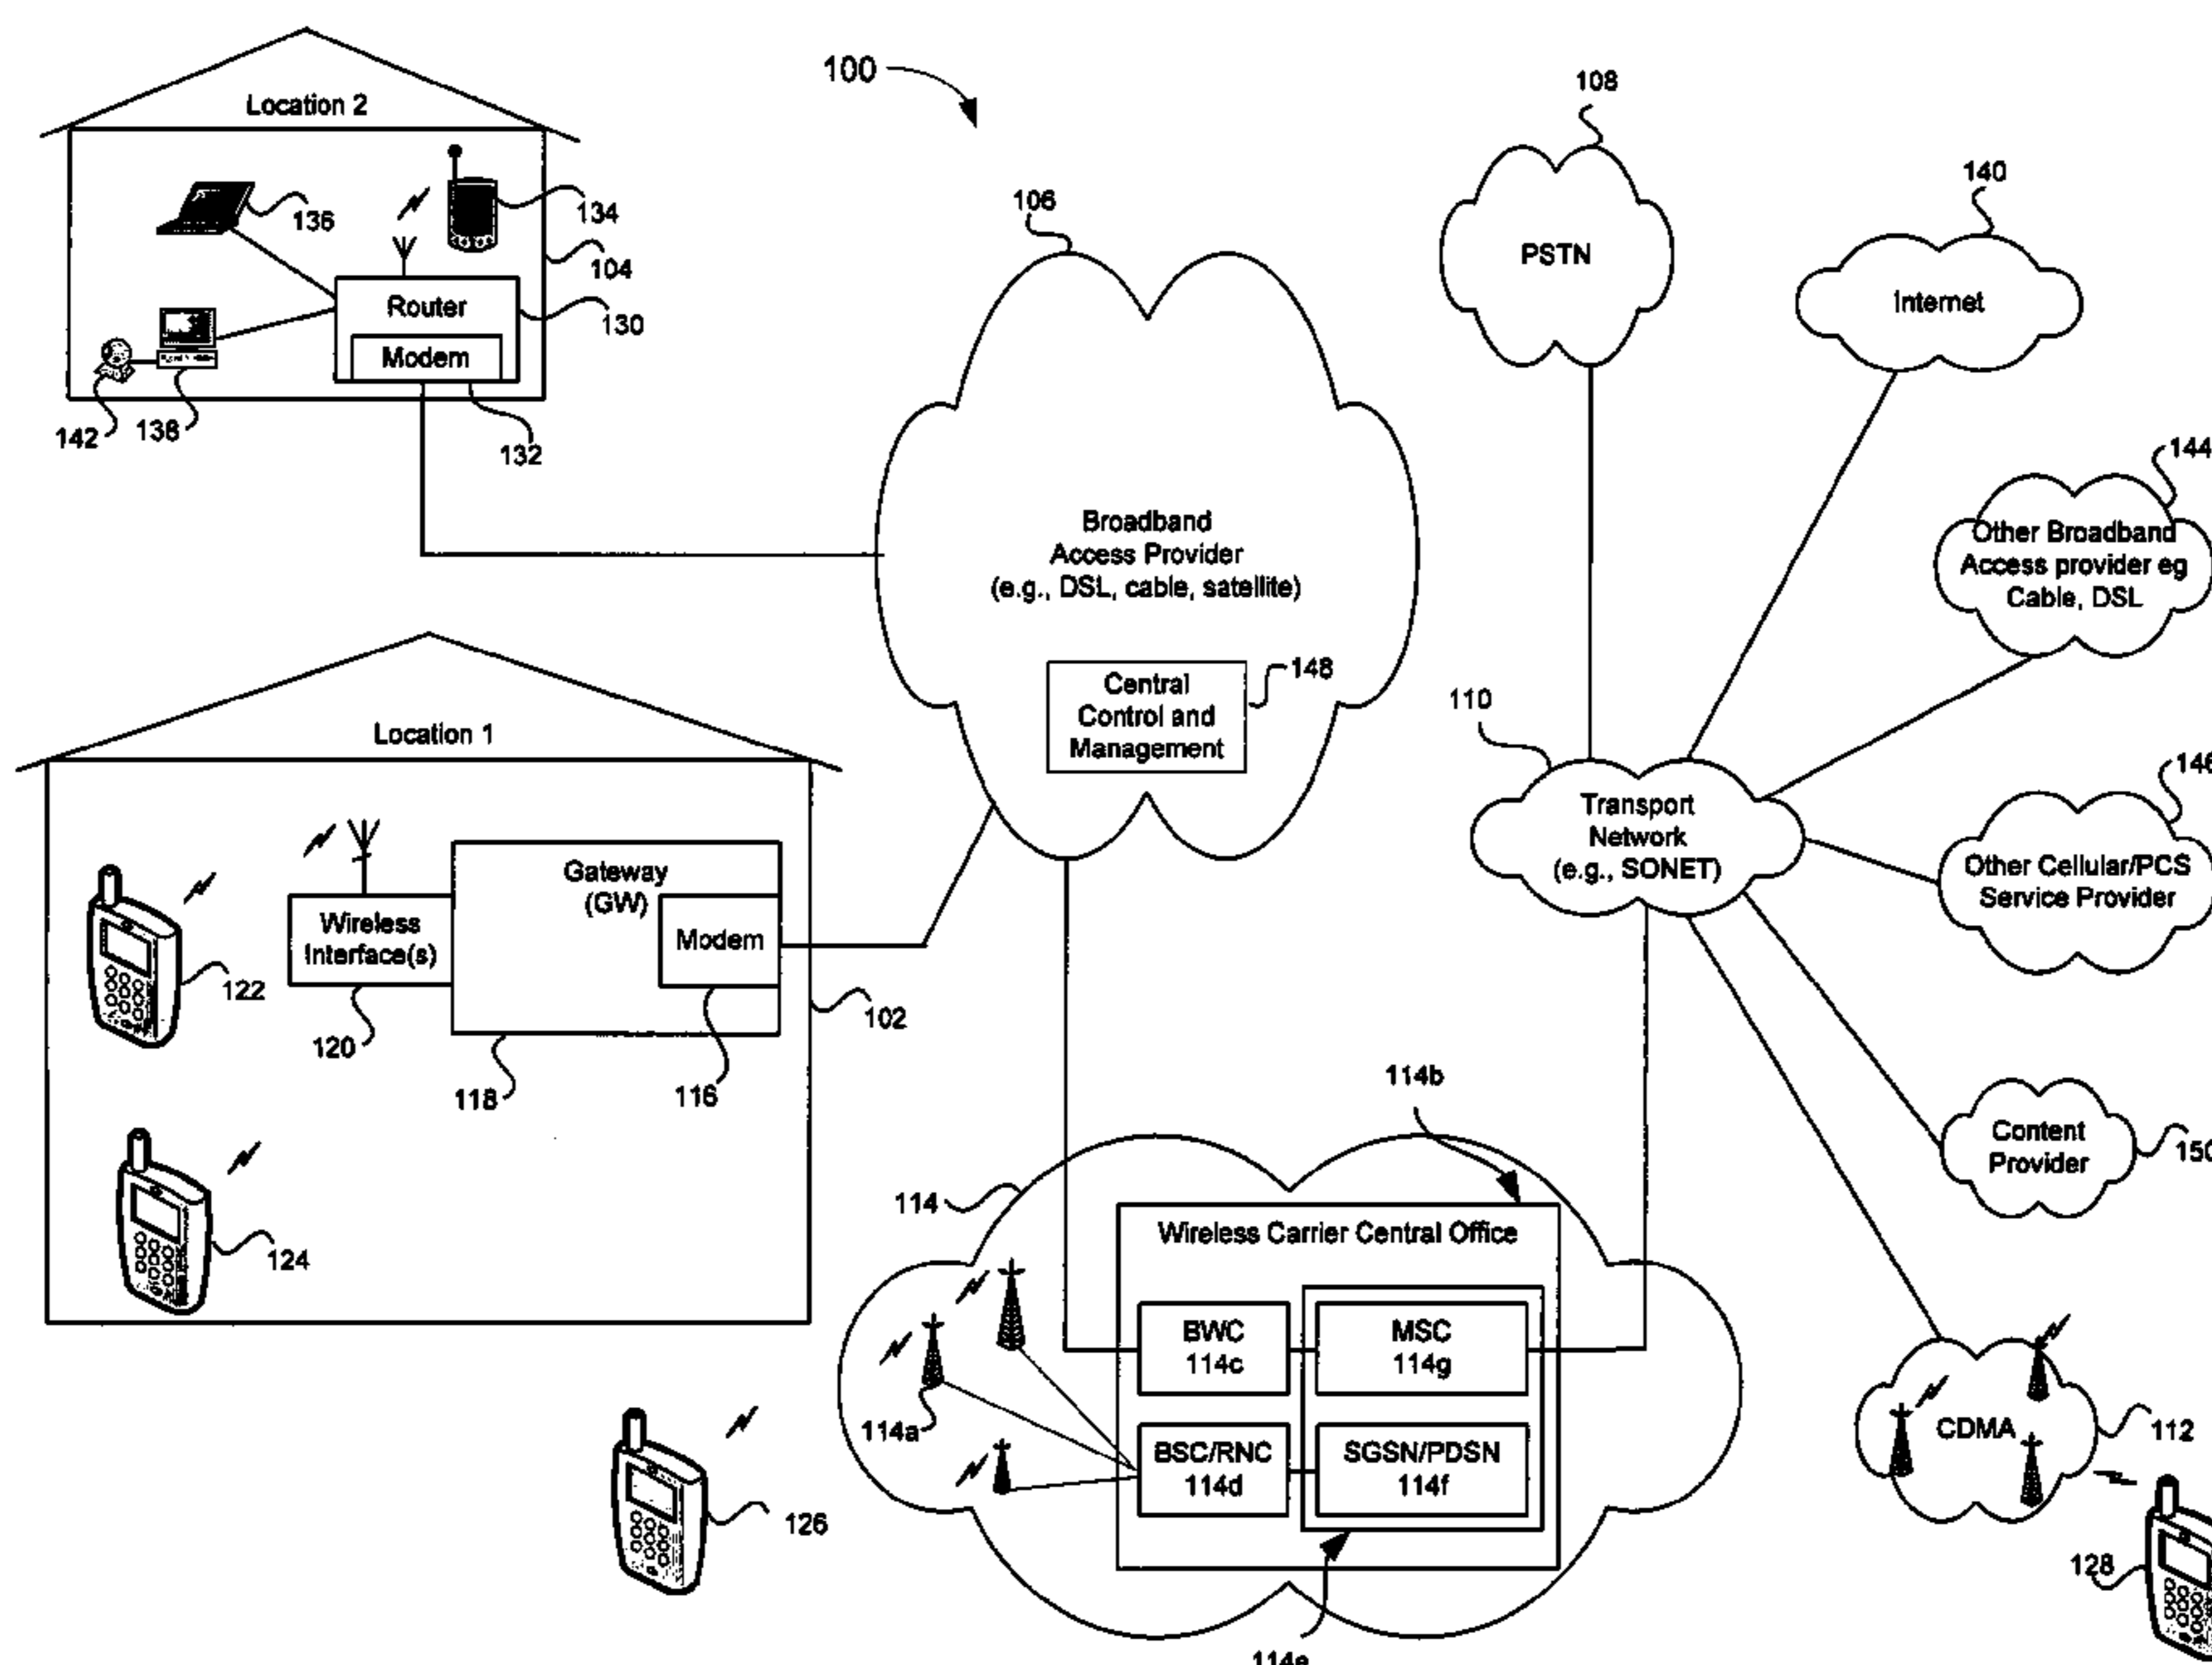 100
Location 2
136
134
104
Router
130
Modem
142
138
132
106
Broadband
Access Provider
(e.g., DSL, cable, satellite)
Central
Control and
Management
148
108
PSTN
140
Internet
144
Other Broadband
Access provider eg
Cable, DSL
110
Transport
Network
(e.g., SONET)
146
Other Cellular/PCS
Service Provider
Location 1
Gateway
(GW)
Wireless
Interface(s)
Modem
122
120
118
116
102
124
126
114b
114
Wireless Carrier Central Office
BWC
114c
MSC
114g
114a
BSC/RNC
114d
SGSN/PDSN
114f
114e
Content
Provider
150
CDMA
112
128